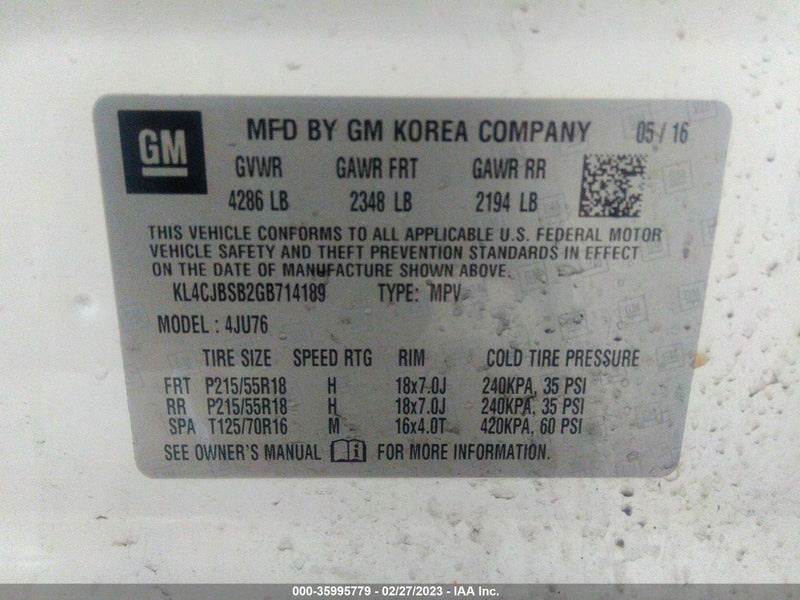 GM
MFD BY GM KOREA COMPANY 05/16
GVWR GAWR FRT GAWR RR
4286 LB 2348 LB 2194 LB
THIS VEHICLE CONFORMS TO ALL APPLICABLE U.S. FEDERAL MOTOR
VEHICLE SAFETY AND THEFT PREVENTION STANDARDS IN EFFECT
ON THE DATE OF MANUFACTURE SHOWN ABOVE.
KL4CJBSB2GB714189 TYPE: MPV
MODEL : 4JU76
TIRE SIZE SPEED RTG RIM COLD TIRE PRESSURE
FRT P215/55R18 H 18x7.0J 240KPA, 35 PSI
RR P215/55R18 H 18x7.0J 240KPA, 35 PSI
SPA T125/70R16 M 16x4.0T 420KPA, 60 PSI
SEE OWNER'S MANUAL FOR MORE INFORMATION.
000-35995779 / 02/27/2023 / IAA Inc.